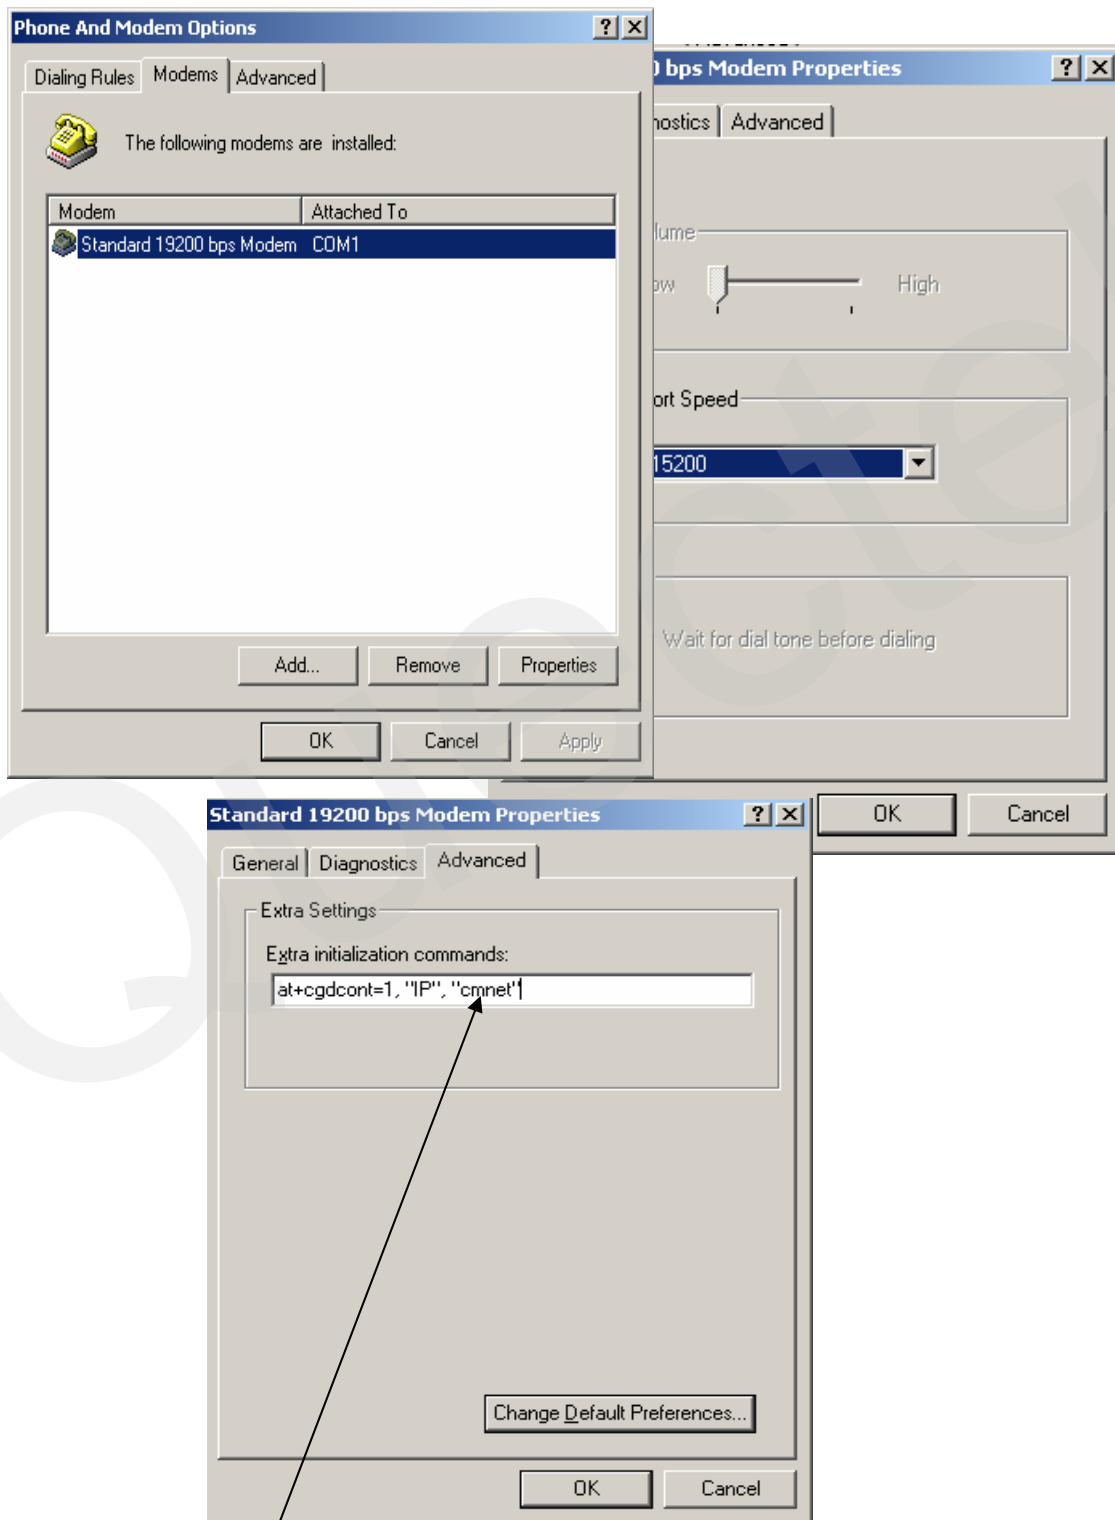 Phone And Modem Options
Dialing Rules Modems Advanced
The following modems are installed:
Modem Attached To
Standard 19200 bps Modem COM1
Add... Remove Properties
OK Cancel Apply
bps Modem Properties
nostics Advanced
lume
ow High
ort Speed
15200
Wait for dial tone before dialing
OK Cancel
Standard 19200 bps Modem Properties
General Diagnostics Advanced
Extra Settings
Extra initialization commands:
at+cgdcont=1, "IP", "cmnet"
Change Default Preferences...
OK Cancel
Quecte